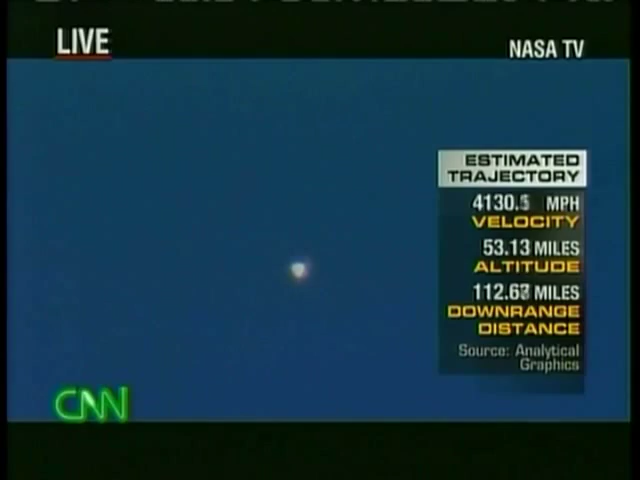 LIVE
NASA TV
ESTIMATED
TRAJECTORY
MPH
VELOCITY
53.13 MILES
ALTITUDE
MILES
DOWNRANGE
DISTANCE
Source: Analytical
Graphics
CNN